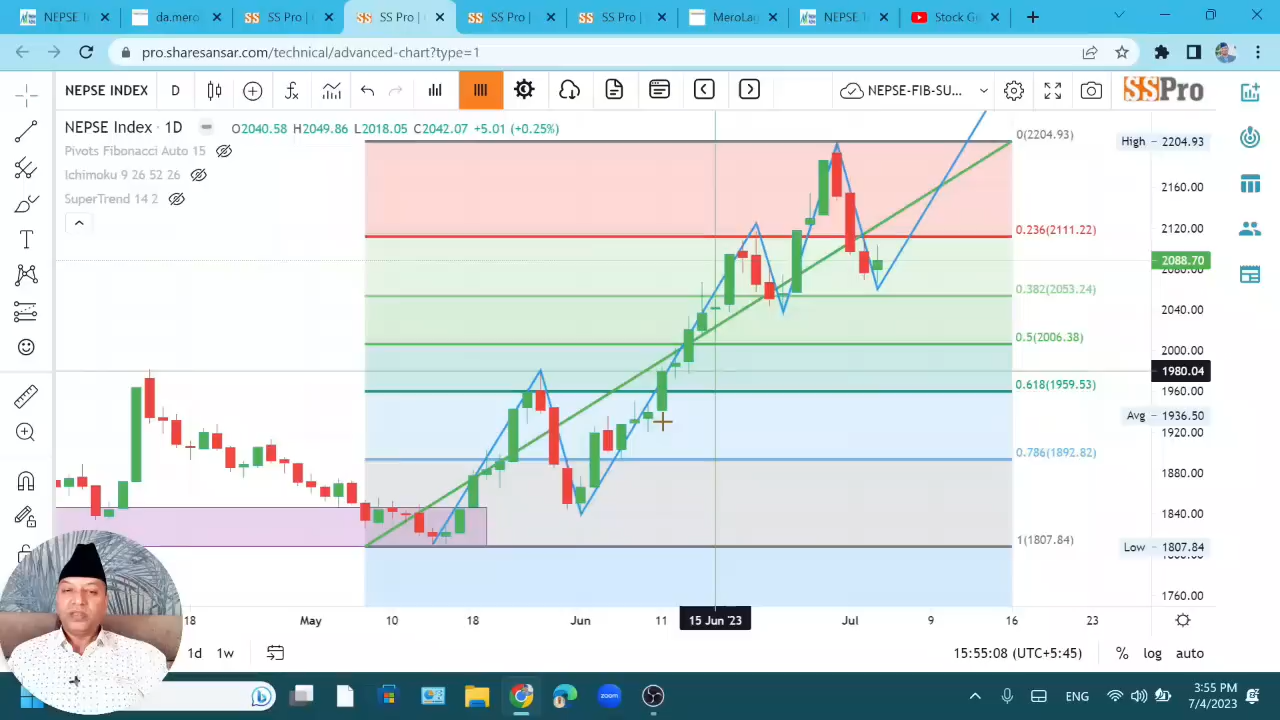 NEPSE T
da.mero
SS Pro |
SS Pro |
SS Pro |
SS Pro |
MeroLag
NEPSE To
Stock Gr
pro.sharesansar.com/technical/advanced-chart?type=1
NEPSE INDEX D NEPSE-FIB-SU... SSPro
NEPSE Index · 1D O2040.58 H2049.86 L2018.05 C2042.07 +5.01 (+0.25%)
Pivots Fibonacci Auto 15
Ichimoku 9 26 52 26
SuperTrend 14 2
0(2204.93)
High 2204.93
2160.00
0.236(2111.22)
2120.00
2088.70
2080.00
0.382(2053.24)
2040.00
0.5(2006.38)
2000.00
1980.04
0.618(1959.53)
1960.00
Avg 1936.50
1920.00
0.786(1892.82)
1880.00
1840.00
1(1807.84)
Low 1807.84
1760.00
18 May 10 18 Jun 11 15 Jun '23 Jul 9 16 23
1d 1w 15:55:08 (UTC+5:45) % log auto
zoom
ENG
3:55 PM
7/4/2023